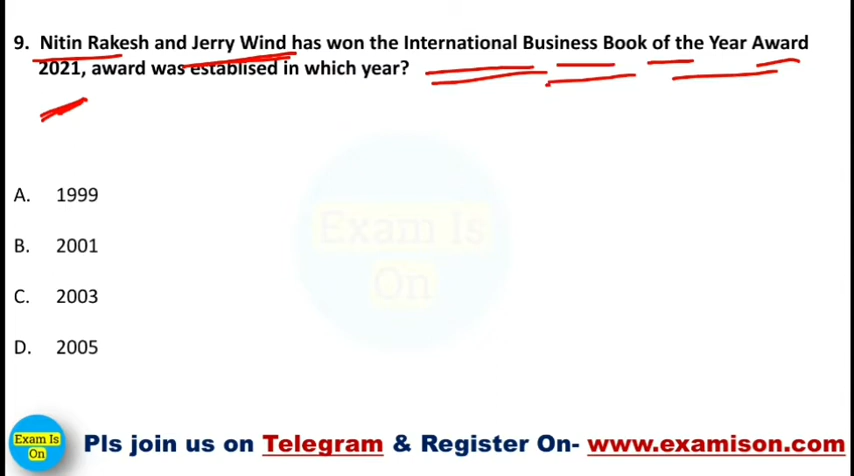 9. Nitin Rakesh and Jerry Wind has won the International Business Book of the Year Award
2021, award was establised in which year?
A. 1999
B. 2001
C. 2003
D. 2005
Exam Is
On
Exam Is
On
Pls join us on Telegram & Register On- www.examison.com